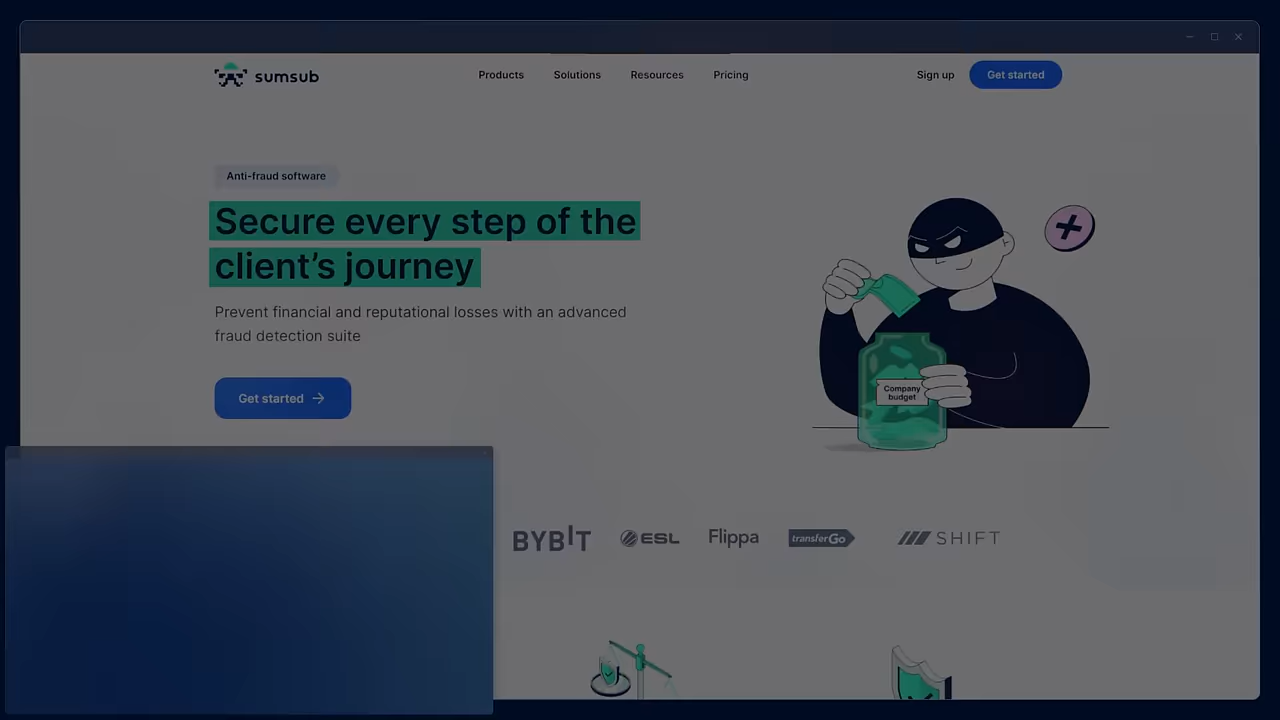 sumsub
Products
Solutions
Resources
Pricing
Sign up
Get started
Anti-fraud software
Secure every step of the
client’s journey
Prevent financial and reputational losses with an advanced
fraud detection suite
Get started
Company
budget
BYBIT
ESL
Flippa
transferGo
SHIFT